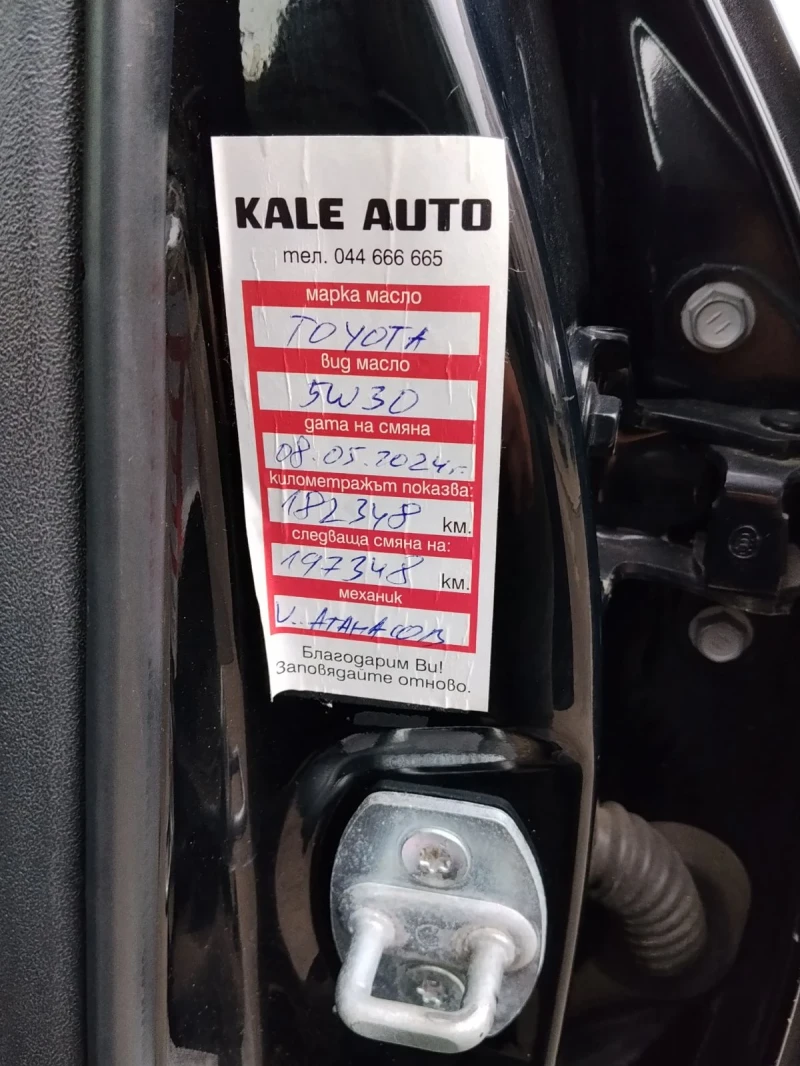 KALE AUTO
тел. 044 666 665
марка масло
TOYOTA
вид масло
5W30
дата на смяна
08.05.2024г.
километражът показва:
182348 км.
следваща смяна на:
197348 км.
механик
И. АТАНАСОВ
Благодарим Ви!
Заповядайте отново.